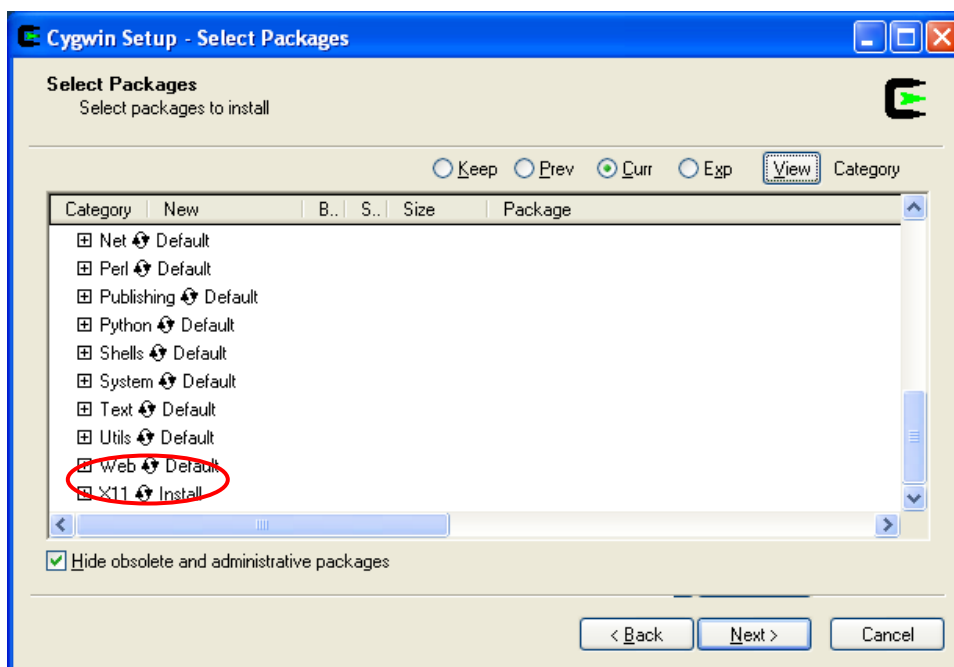 Cygwin Setup - Select Packages
Select Packages
Select packages to install
Keep Prev Curr Exp View Category
Category New B.. S.. Size Package
Net Default
Perl Default
Publishing Default
Python Default
Shells Default
System Default
Text Default
Utils Default
Web Default
X11 Install
Hide obsolete and administrative packages
< Back Next > Cancel